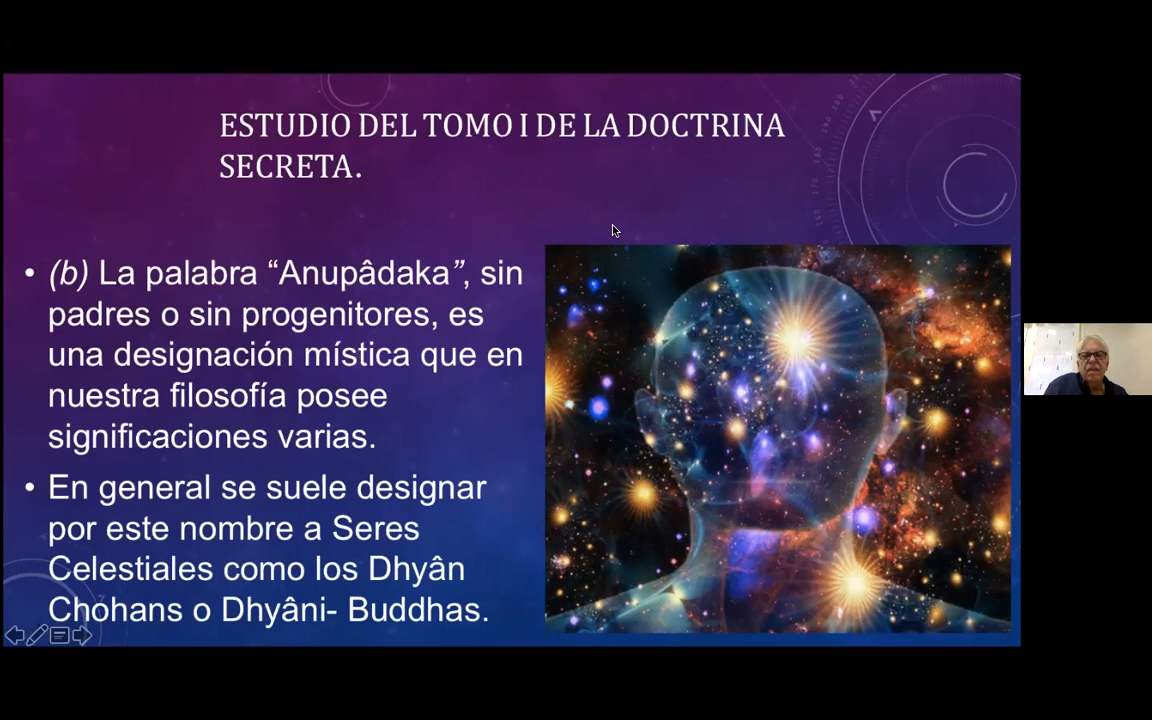 ESTUDIO DEL TOMO I DE LA DOCTRINA
SECRETA.
• (b) La palabra “Anupâdaka”, sin
padres o sin progenitores, es
una designación mística que en
nuestra filosofía posee
significaciones varias.
• En general se suele designar
por este nombre a Seres
Celestiales como los Dhyân
Chohans o Dhyâni- Buddhas.